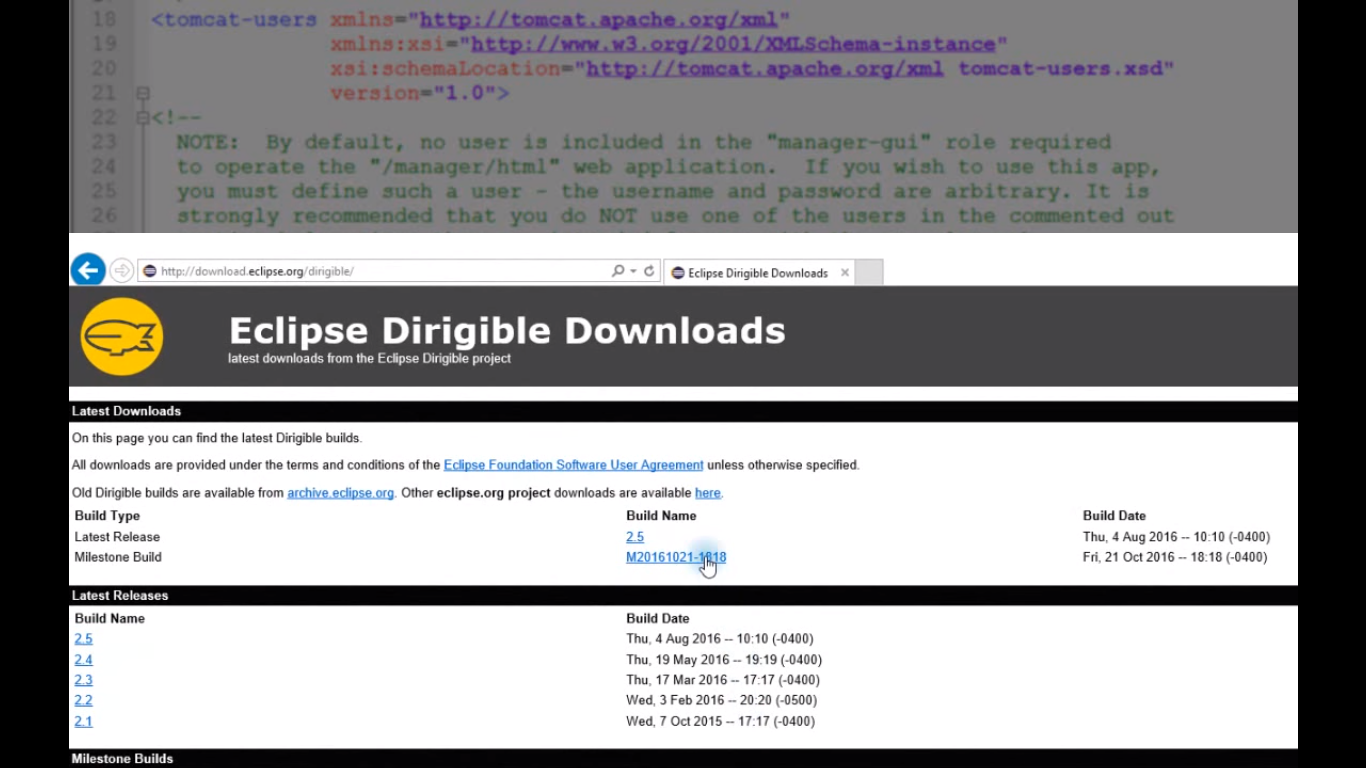 18 <tomcat-users xmlns="http://tomcat.apache.org/xml"
19 xmlns:xsi="http://www.w3.org/2001/XMLSchema-instance"
20 xsi:schemaLocation="http://tomcat.apache.org/xml tomcat-users.xsd"
21 version="1.0">
22 <!--
23 NOTE: By default, no user is included in the "manager-gui" role required
24 to operate the "/manager/html" web application. If you wish to use this app,
25 you must define such a user - the username and password are arbitrary. It is
26 strongly recommended that you do NOT use one of the users in the commented out
http://download.eclipse.org/dirigible/ Eclipse Dirigible Downloads
Eclipse Dirigible Downloads
latest downloads from the Eclipse Dirigible project
Latest Downloads
On this page you can find the latest Dirigible builds.
All downloads are provided under the terms and conditions of the Eclipse Foundation Software User Agreement unless otherwise specified.
Old Dirigible builds are available from archive.eclipse.org. Other eclipse.org project downloads are available here.
Build Type Build Name Build Date
Latest Release 2.5 Thu, 4 Aug 2016 -- 10:10 (-0400)
Milestone Build M20161021-1818 Fri, 21 Oct 2016 -- 18:18 (-0400)
Latest Releases
Build Name Build Date
2.5 Thu, 4 Aug 2016 -- 10:10 (-0400)
2.4 Thu, 19 May 2016 -- 19:19 (-0400)
2.3 Thu, 17 Mar 2016 -- 17:17 (-0400)
2.2 Wed, 3 Feb 2016 -- 20:20 (-0500)
2.1 Wed, 7 Oct 2015 -- 17:17 (-0400)
Milestone Builds